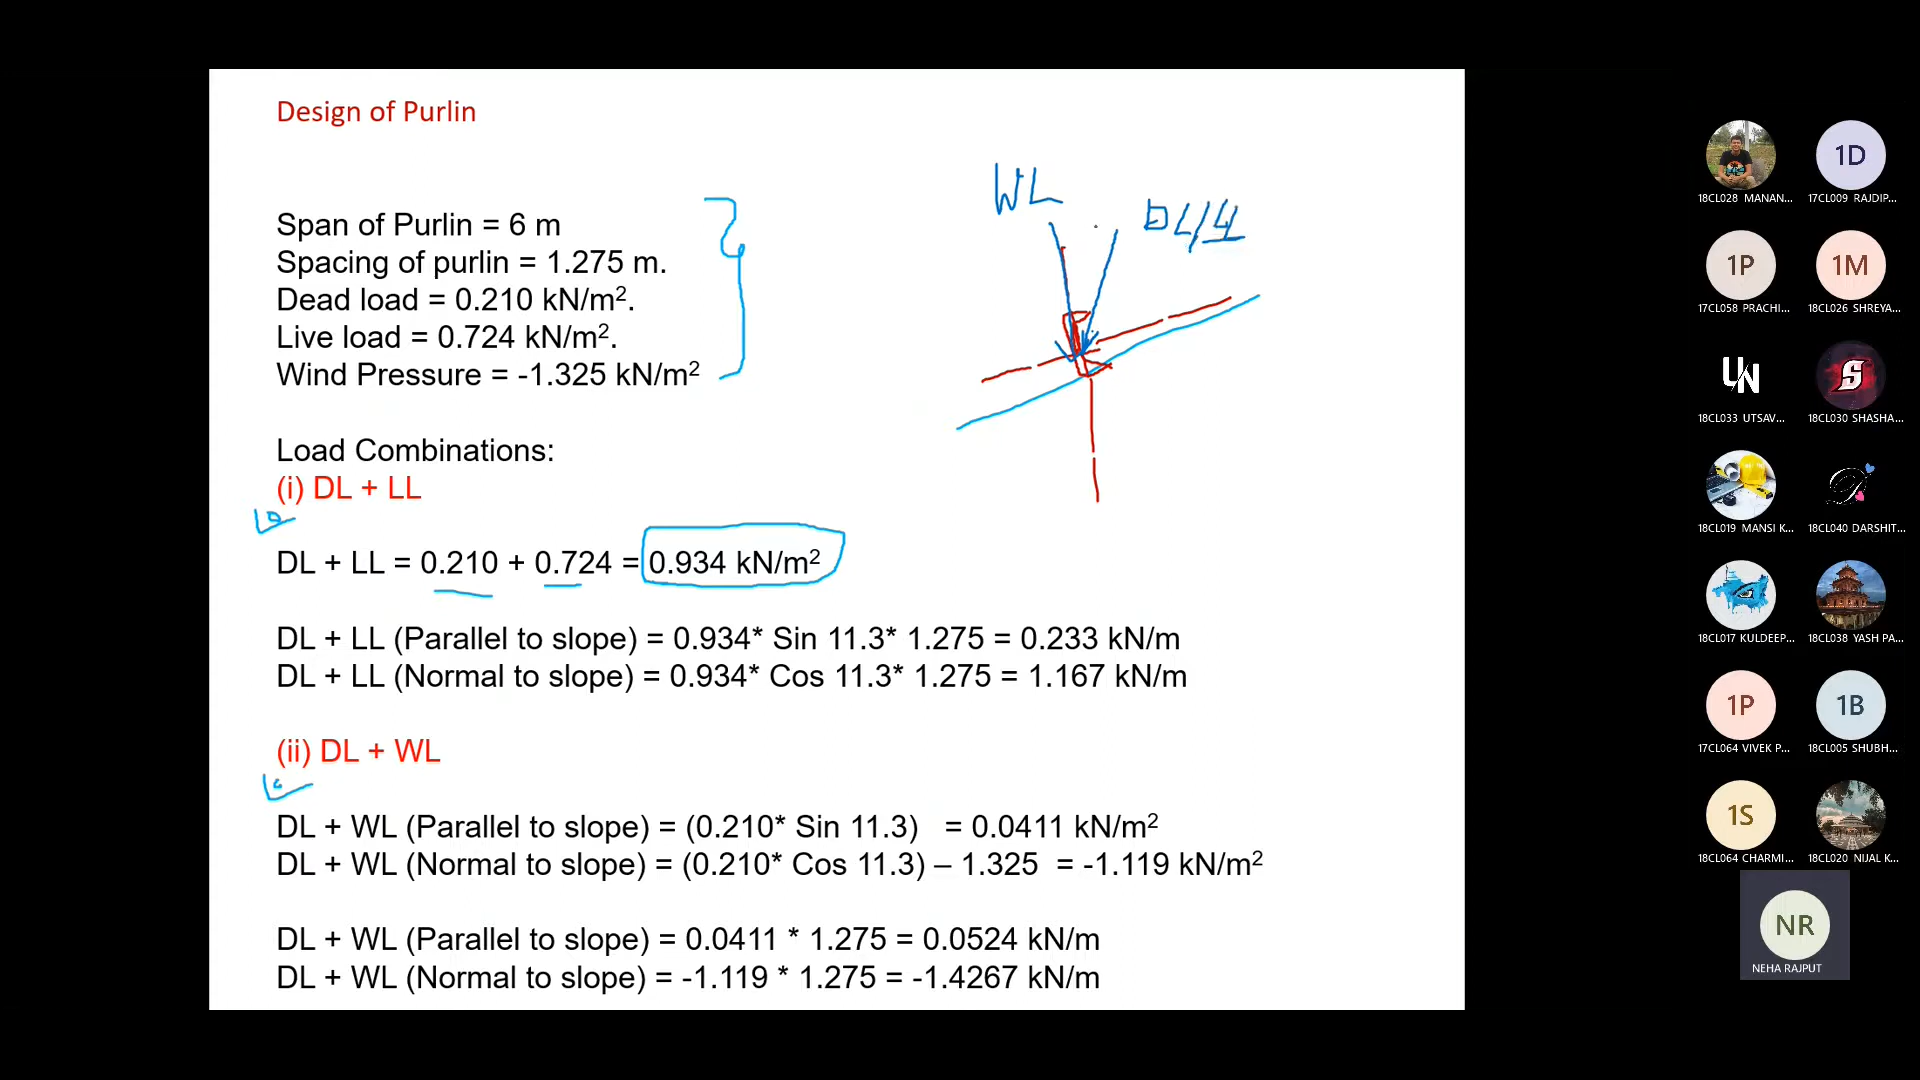 Design of Purlin
WL
DL/LL
Span of Purlin = 6 m
Spacing of purlin = 1.275 m.
Dead load = 0.210 kN/m².
Live load = 0.724 kN/m².
Wind Pressure = -1.325 kN/m²
Load Combinations:
(i) DL + LL
DL + LL = 0.210 + 0.724 = 0.934 kN/m²
DL + LL (Parallel to slope) = 0.934* Sin 11.3* 1.275 = 0.233 kN/m
DL + LL (Normal to slope) = 0.934* Cos 11.3* 1.275 = 1.167 kN/m
(ii) DL + WL
DL + WL (Parallel to slope) = (0.210* Sin 11.3) = 0.0411 kN/m²
DL + WL (Normal to slope) = (0.210* Cos 11.3) – 1.325 = -1.119 kN/m²
DL + WL (Parallel to slope) = 0.0411 * 1.275 = 0.0524 kN/m
DL + WL (Normal to slope) = -1.119 * 1.275 = -1.4267 kN/m
18CL028 MANAN...
1D
17CL009 RAJDIP...
1P
17CL058 PRACHI...
1M
18CL026 SHREYA...
UN
18CL033 UTSAV...
S
18CL030 SHASHA...
18CL019 MANSI K...
18CL040 DARSHIT...
18CL017 KULDEEP...
18CL038 YASH PA...
1P
17CL064 VIVEK P...
1B
18CL005 SHUBH...
1S
18CL064 CHARMI...
18CL020 NIJAL K...
NR
NEHA RAJPUT